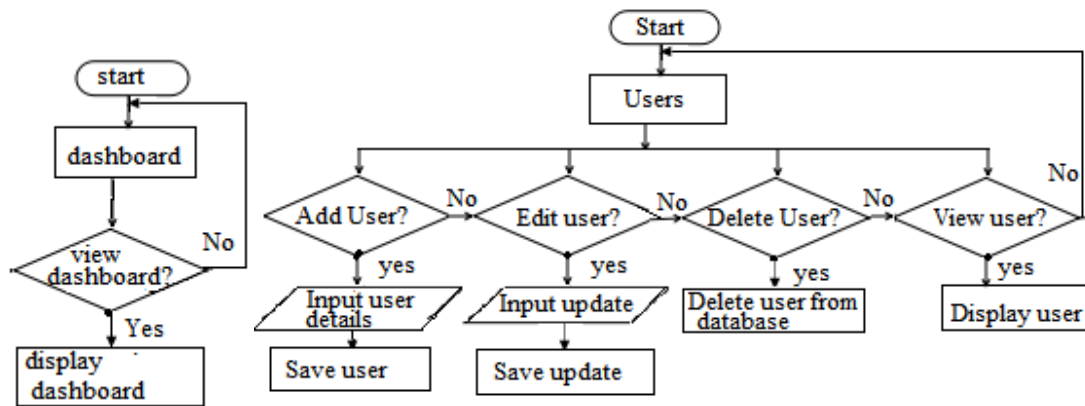 start
dashboard
view
dashboard?
No
Yes
display
dashboard
Start
Users
Add User?
No
Edit user?
No
Delete User?
No
View user?
No
yes
yes
yes
yes
Input user
details
Input update
Delete user from
database
Display user
Save user
Save update